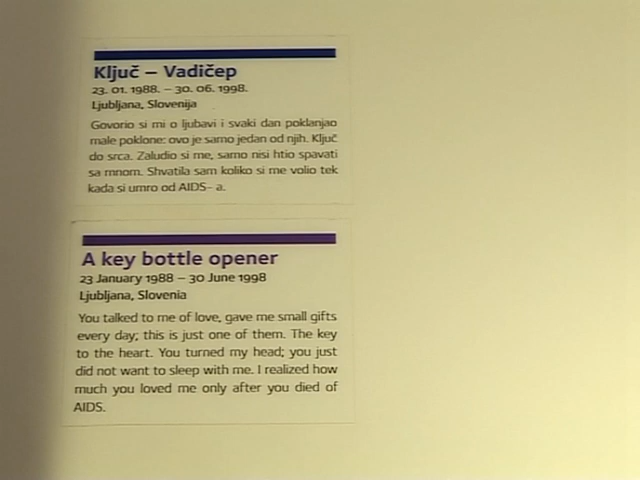 Ključ – Vadičep
23. 01. 1988. – 30. 06. 1998.
Ljubljana, Slovenija
Govorio si mi o ljubavi i svaki dan poklanjao
male poklone: ovo je samo jedan od njih. Ključ
do srca. Zaludio si me, samo nisi htio spavati
sa mnom. Shvatila sam koliko si me volio tek
kada si umro od AIDS- a.
A key bottle opener
23 January 1988 – 30 June 1998
Ljubljana, Slovenia
You talked to me of love, gave me small gifts
every day; this is just one of them. The key
to the heart. You turned my head; you just
did not want to sleep with me. I realized how
much you loved me only after you died of
AIDS.